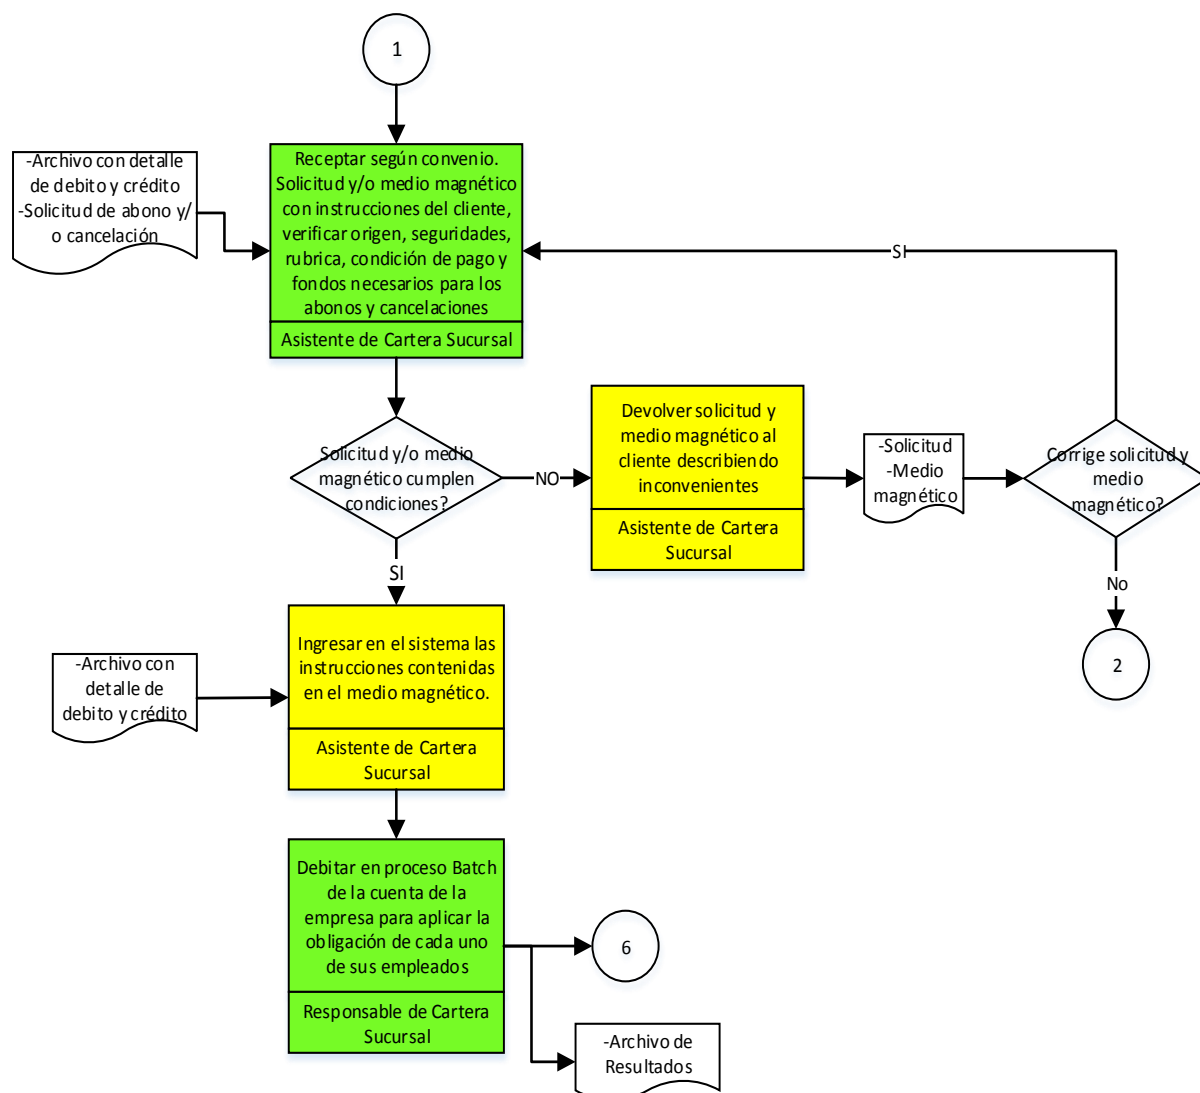 1
-Archivo con detalle
de debito y crédito
-Solicitud de abono y/
o cancelación
Receptar según convenio.
Solicitud y/o medio magnético
con instrucciones del cliente,
verificar origen, seguridades,
rubrica, condición de pago y
fondos necesarios para los
abonos y cancelaciones
Asistente de Cartera Sucursal
SI
Solicitud y/o medio
magnético cumplen
condiciones?
NO
Devolver solicitud y
medio magnético al
cliente describiendo
inconvenientes
Asistente de Cartera
Sucursal
-Solicitud
-Medio
magnético
Corrige solicitud y
medio
magnético?
No
2
SI
-Archivo con
detalle de
debito y crédito
Ingresar en el sistema las
instrucciones contenidas
en el medio magnético.
Asistente de Cartera
Sucursal
Debitar en proceso Batch
de la cuenta de la
empresa para aplicar la
obligación de cada uno
de sus empleados
Responsable de Cartera
Sucursal
6
-Archivo de
Resultados